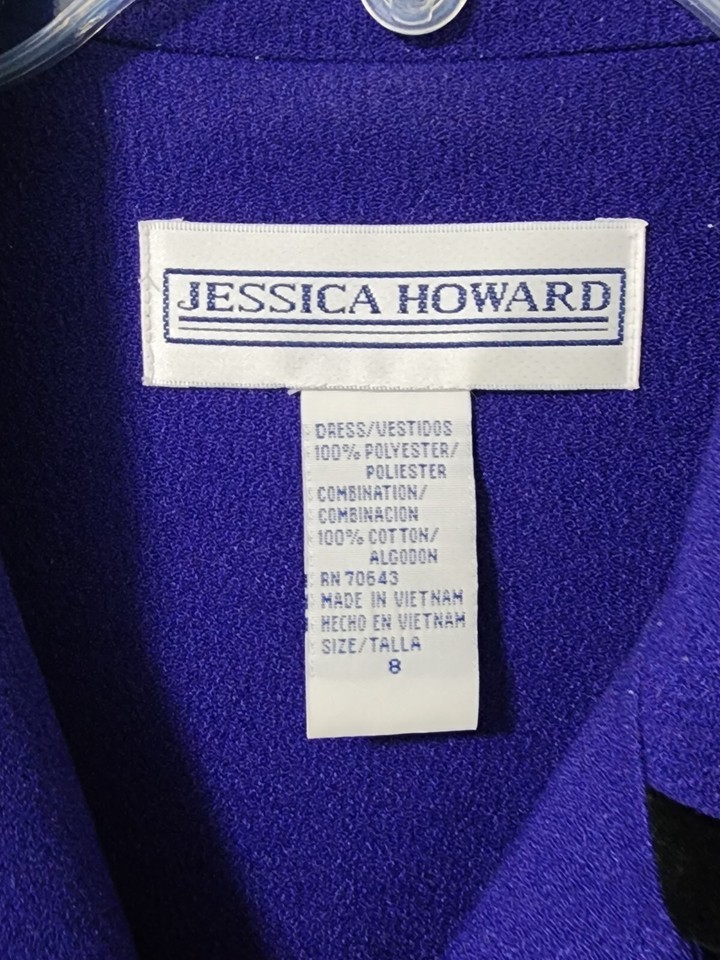 JESSICA HOWARD
DRESS/VESTIDOS
100% POLYESTER/
POLIESTER
COMBINATION/
COMBINACION
100% COTTON/
ALGODON
RN 70643
MADE IN VIETNAM
HECHO EN VIETNAM
SIZE/TALLA
8